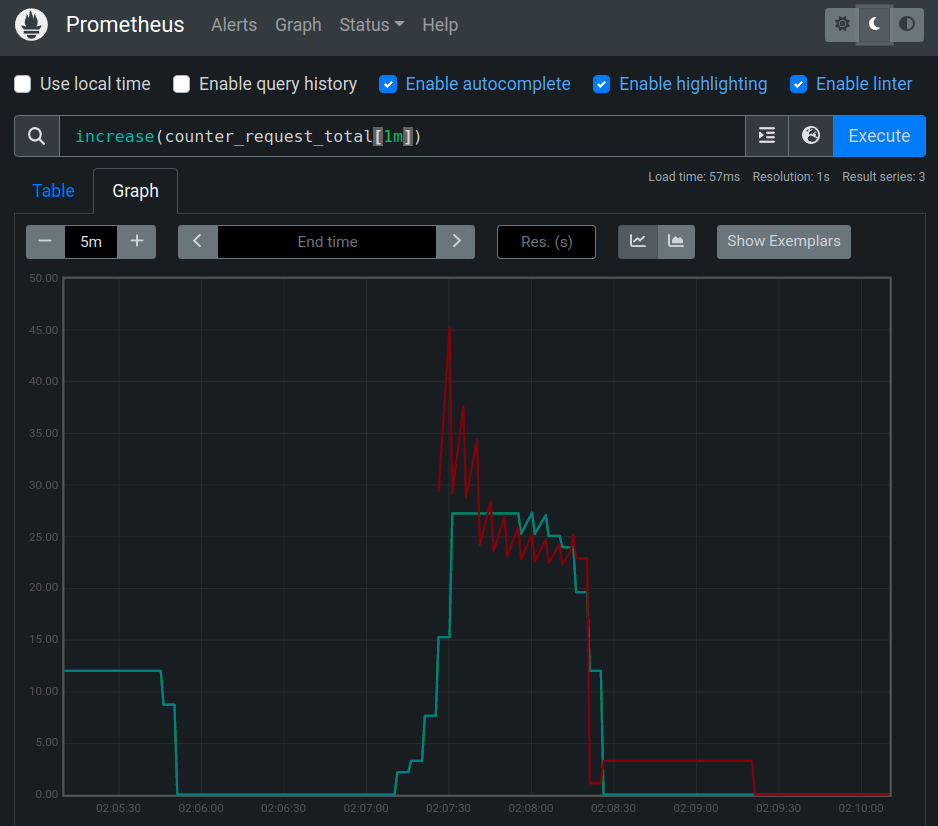 Prometheus Alerts Graph Status Help
Use local time Enable query history Enable autocomplete Enable highlighting Enable linter
increase(counter_request_total[1m]) Execute
Load time: 57ms Resolution: 1s Result series: 3
Table Graph
5m End time Res. (s) Show Exemplars
50.00
45.00
40.00
35.00
30.00
25.00
20.00
15.00
10.00
5.00
0.00
02:05:30 02:06:00 02:06:30 02:07:00 02:07:30 02:08:00 02:08:30 02:09:00 02:09:30 02:10:00